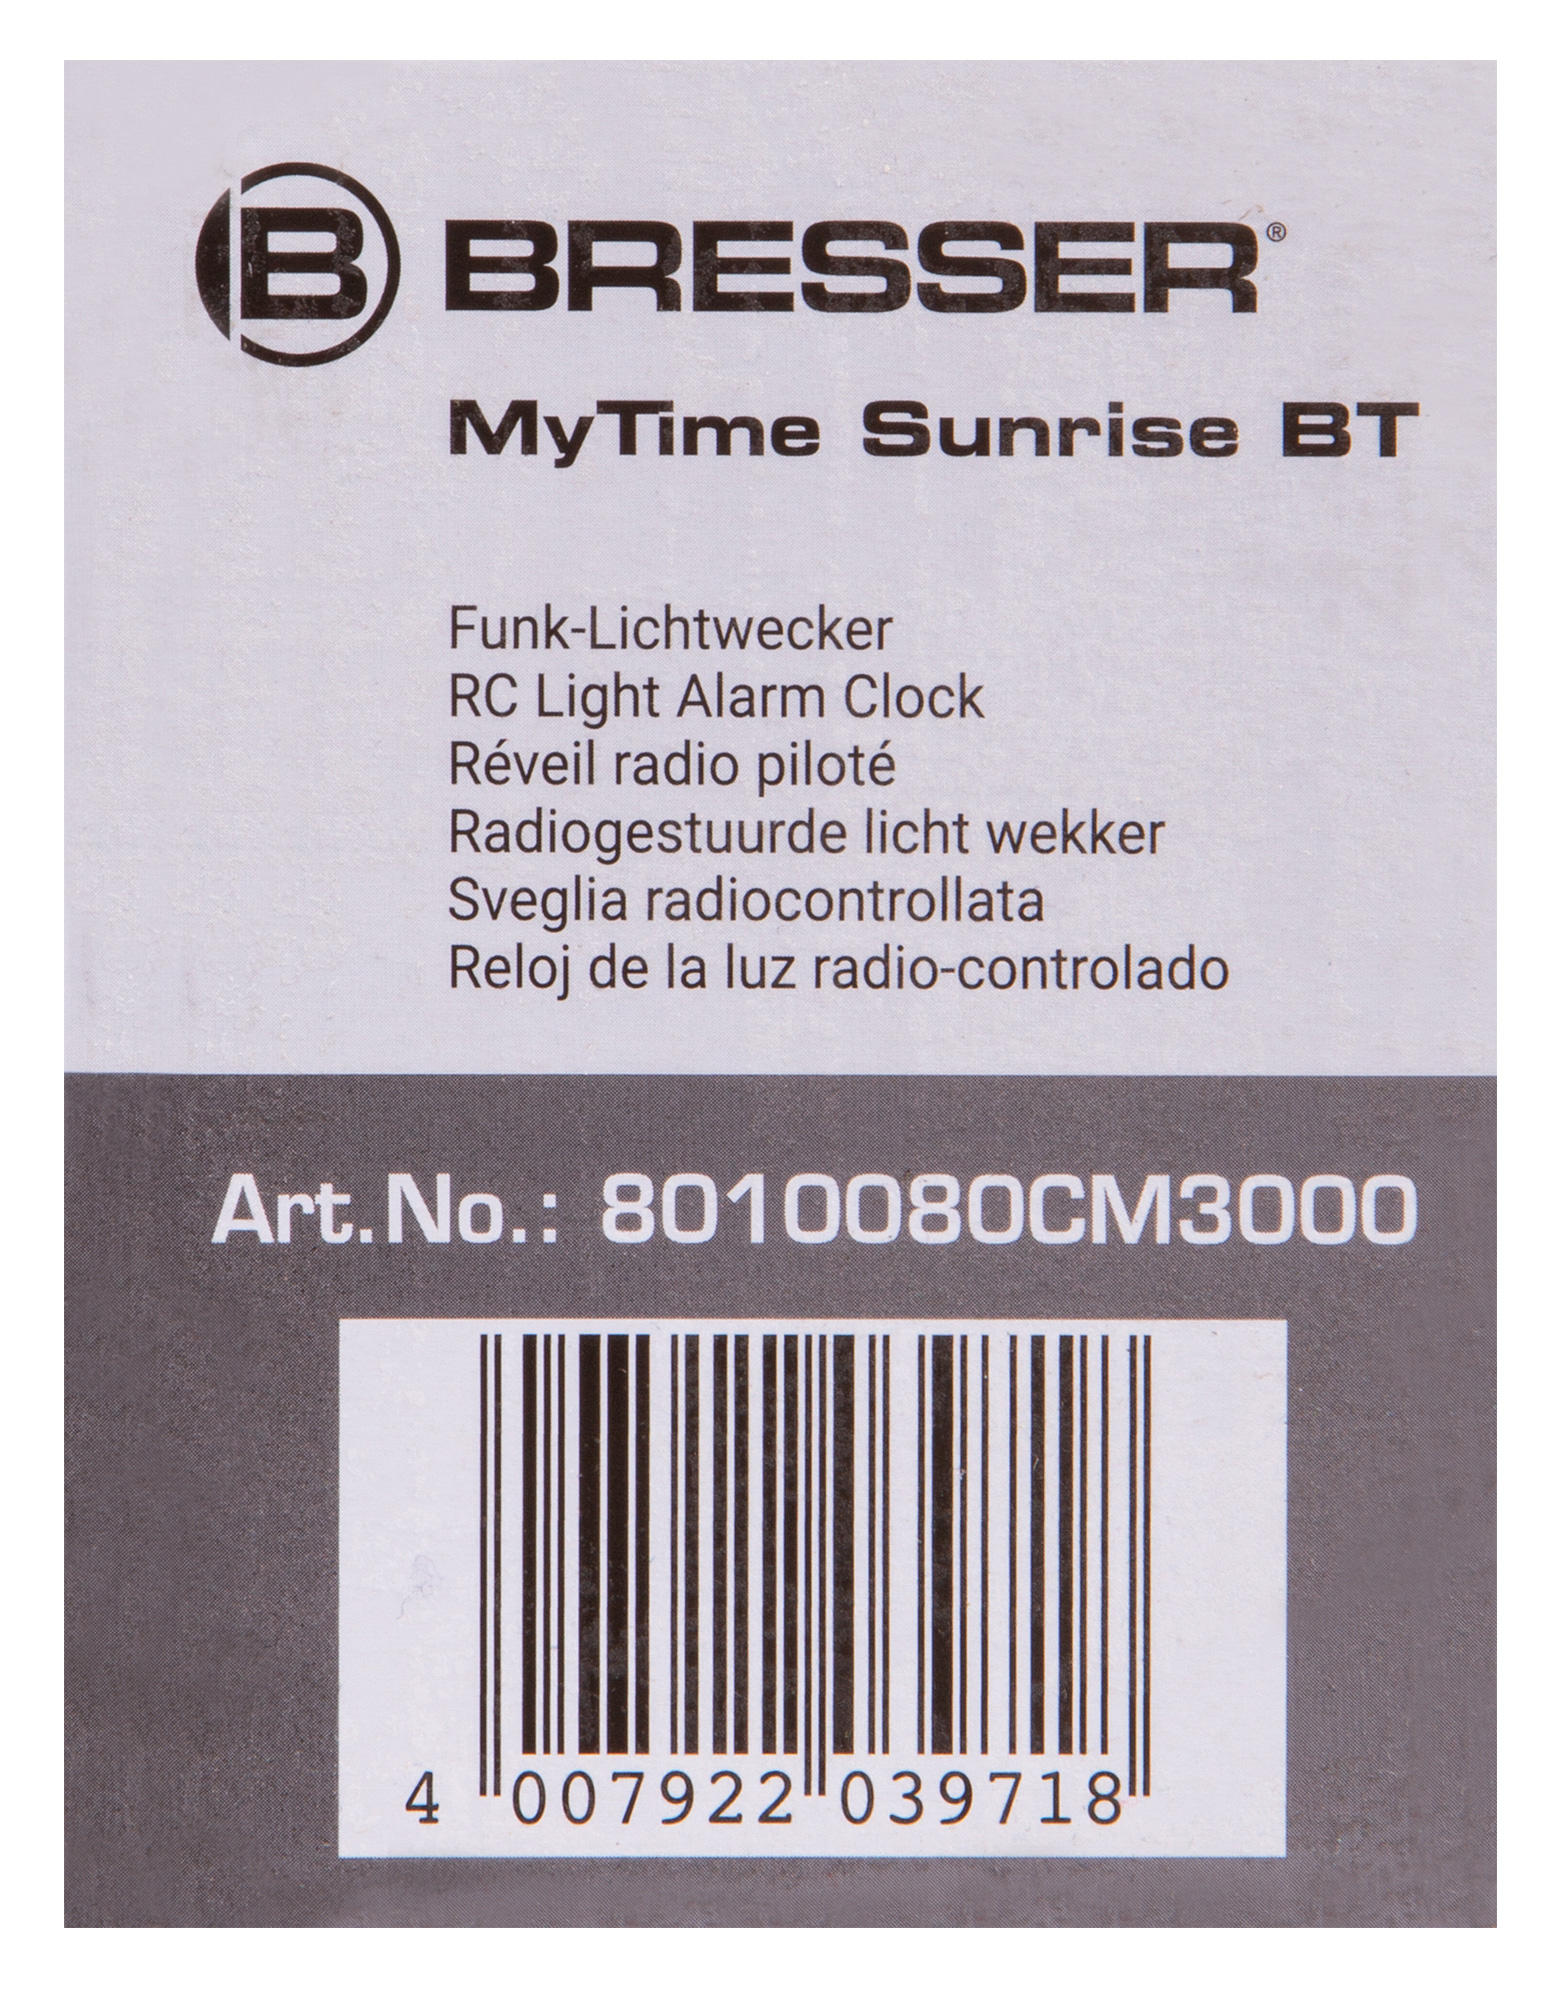 B BRESSER®
MyTime Sunrise BT
Funk-Lichtwecker
RC Light Alarm Clock
Réveil radio piloté
Radiogestuurde licht wekker
Sveglia radiocontrollata
Reloj de la luz radio-controlado
Art.No.: 8010080CM3000
4 007922 039718